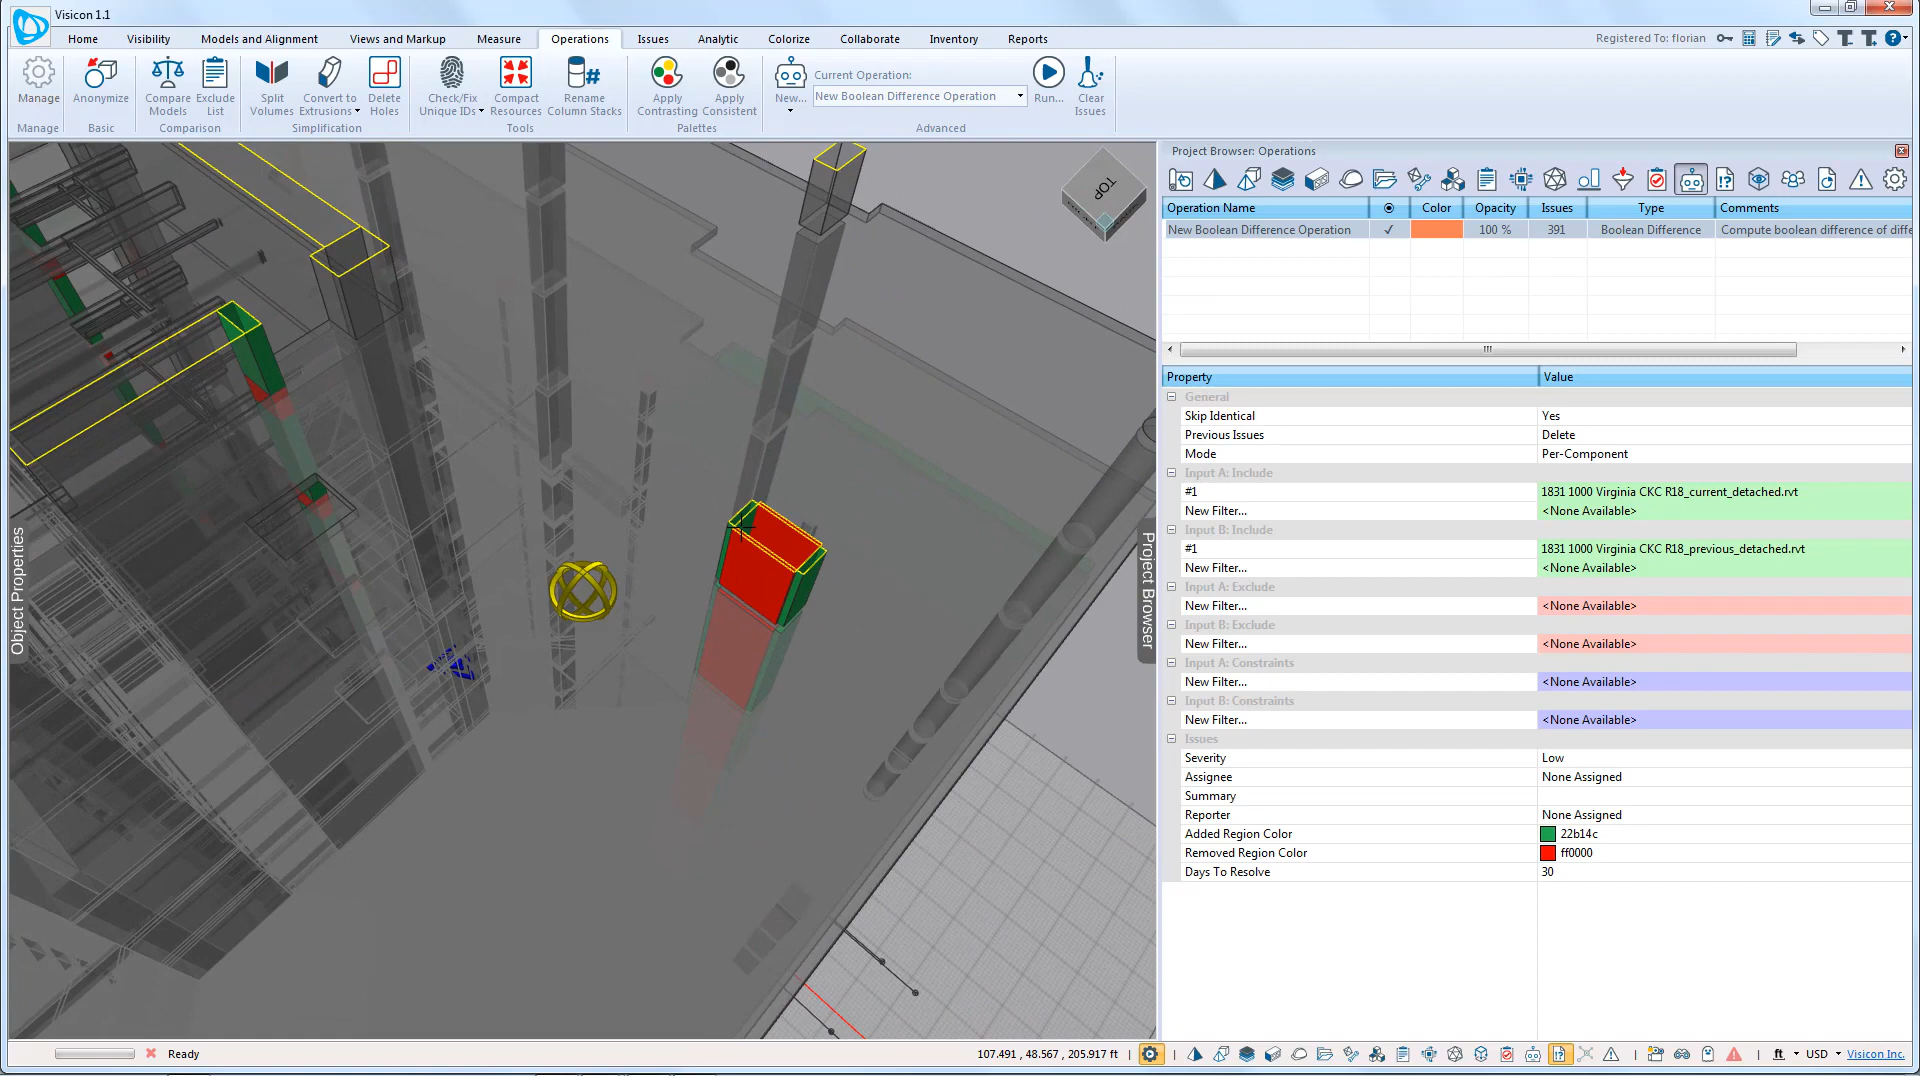 Visicon 1.1
Home Visibility Models and Alignment Views and Markup Measure Operations Issues Analytic Colorize Collaborate Inventory Reports
Registered To: florian
Manage
Anonymize
Compare Models
Exclude List
Split Volumes
Convert to Extrusions
Delete Holes
Check/Fix Unique IDs
Compact Resources
Rename Column Stacks
Apply Contrasting
Apply Consistent
New...
Current Operation:
New Boolean Difference Operation
Run...
Clear Issues
Manage Basic Comparison Simplification Tools Palettes Advanced
TOP
Object Properties
Project Browser
Project Browser: Operations
Operation Name Color Opacity Issues Type Comments
New Boolean Difference Operation ✓ 100 % 391 Boolean Difference Compute boolean difference of diffe
Property Value
General
Skip Identical Yes
Previous Issues Delete
Mode Per-Component
Input A: Include
#1 1831 1000 Virginia CKC R18_current_detached.rvt
New Filter... <None Available>
Input B: Include
#1 1831 1000 Virginia CKC R18_previous_detached.rvt
New Filter... <None Available>
Input A: Exclude
New Filter... <None Available>
Input B: Exclude
New Filter... <None Available>
Input A: Constraints
New Filter... <None Available>
Input B: Constraints
New Filter... <None Available>
Issues
Severity Low
Assignee None Assigned
Summary
Reporter None Assigned
Added Region Color 22b14c
Removed Region Color ff0000
Days To Resolve 30
Ready
107.491 , 48.567 , 205.917 ft
ft USD Visicon Inc.